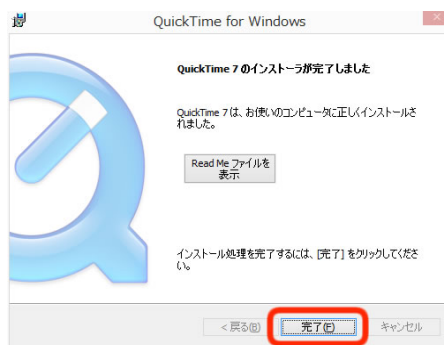 QuickTime for Windows
QuickTime 7 のインストーラが完了しました
QuickTime 7 は、お使いのコンピュータに正しくインストールさ
れました。
Read Me ファイルを
表示
インストール処理を完了するには、[完了] をクリックしてくださ
い。
< 戻る(B)
完了(F)
キャンセル